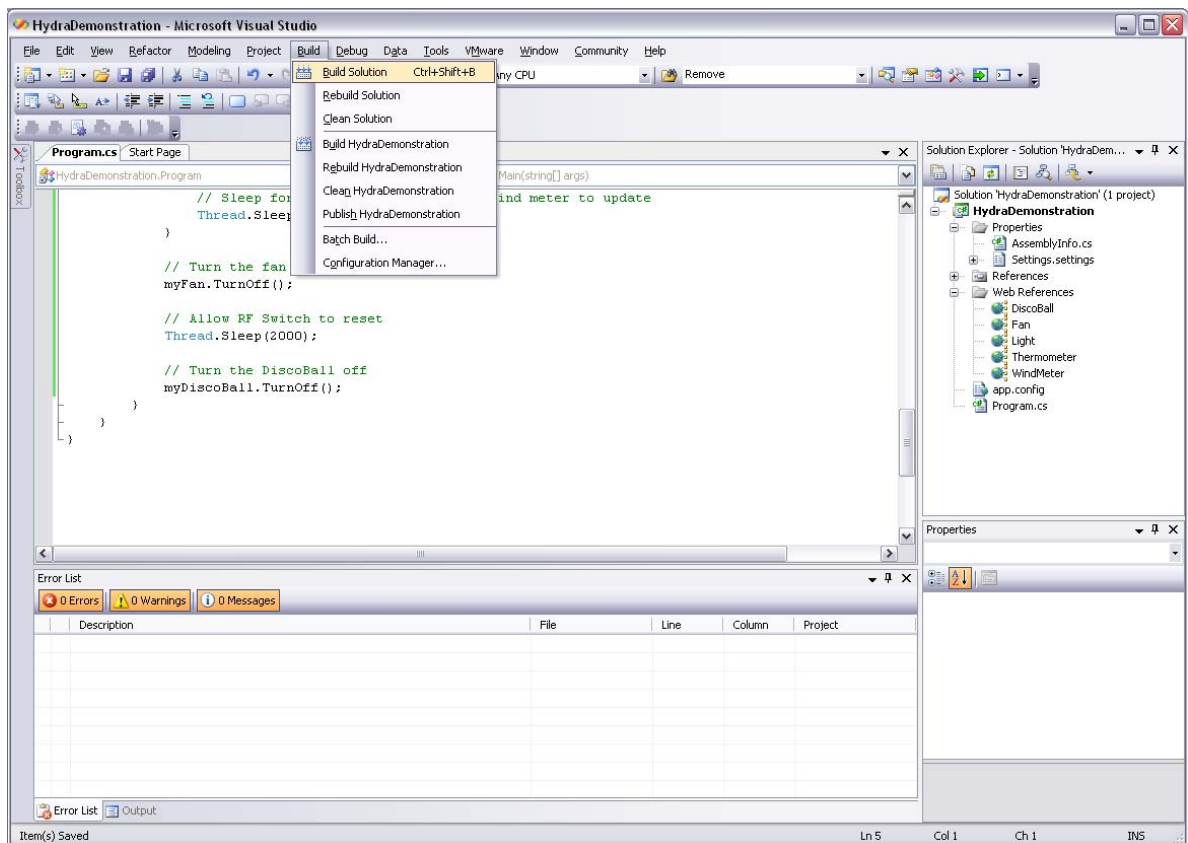 HydraDemonstration - Microsoft Visual Studio
File Edit View Refactor Modeling Project Build Debug Data Tools VMware Window Community Help
Any CPU Remove
Build Solution Ctrl+Shift+B
Rebuild Solution
Clean Solution
Build HydraDemonstration
Rebuild HydraDemonstration
Clean HydraDemonstration
Publish HydraDemonstration
Batch Build...
Configuration Manager...
Toolbox
Program.cs Start Page
HydraDemonstration.Program Main(string[] args)
// Sleep for ind meter to update
Thread.Sleep
}
// Turn the fan
myFan.TurnOff();
// Allow RF Switch to reset
Thread.Sleep(2000);
// Turn the DiscoBall off
myDiscoBall.TurnOff();
}
}
}
Solution Explorer - Solution 'HydraDem...
Solution 'HydraDemonstration' (1 project)
HydraDemonstration
Properties
AssemblyInfo.cs
Settings.settings
References
Web References
DiscoBall
Fan
Light
Thermometer
WindMeter
app.config
Program.cs
Properties
Error List
0 Errors 0 Warnings 0 Messages
Description File Line Column Project
Error List Output
Item(s) Saved Ln 5 Col 1 Ch 1 INS